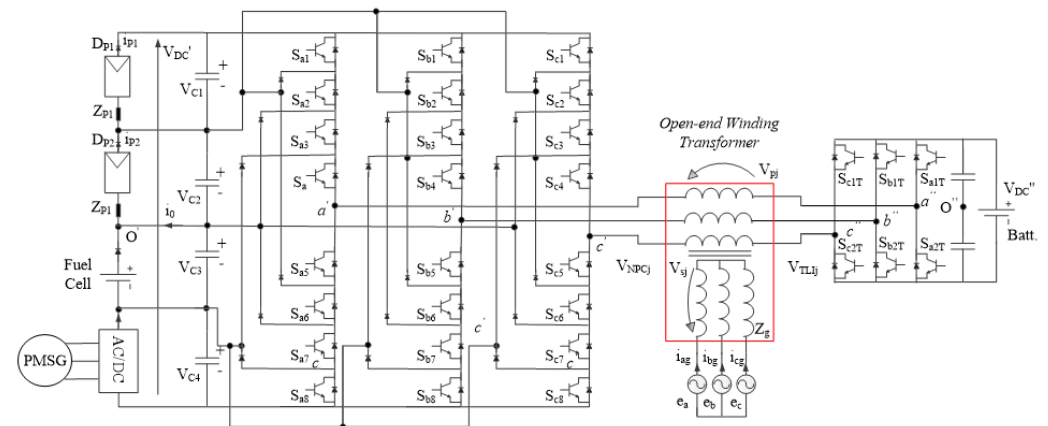 D_P1 i_P1
V_DC'
V_C1
+
-
Z_P1
D_P2 i_P2
V_C2
+
-
Z_P1
i_0
O'
Fuel
Cell
+
-
V_C3
+
-
PMSG
AC/DC
V_C4
+
-
S_a1
S_a2
S_a3
S_a
S_a5
S_a6
S_a7
c
S_a8
a'
S_b1
S_b2
S_b3
S_b4
S_b5
S_b6
S_b7
S_b8
b'
c'
S_c1
S_c2
S_c3
S_c4
S_c5
S_c6
S_c7
c
S_c8
c'
Open-end Winding
Transformer
V_pj
V_NPCj
V_sj
V_TLIj
Z_g
i_ag i_bg i_cg
e_a e_b e_c
S_c1T S_b1T S_a1T
a''
b''
c''
S_c2T S_b2T S_a2T
O''
V_DC''
+
-
Batt.